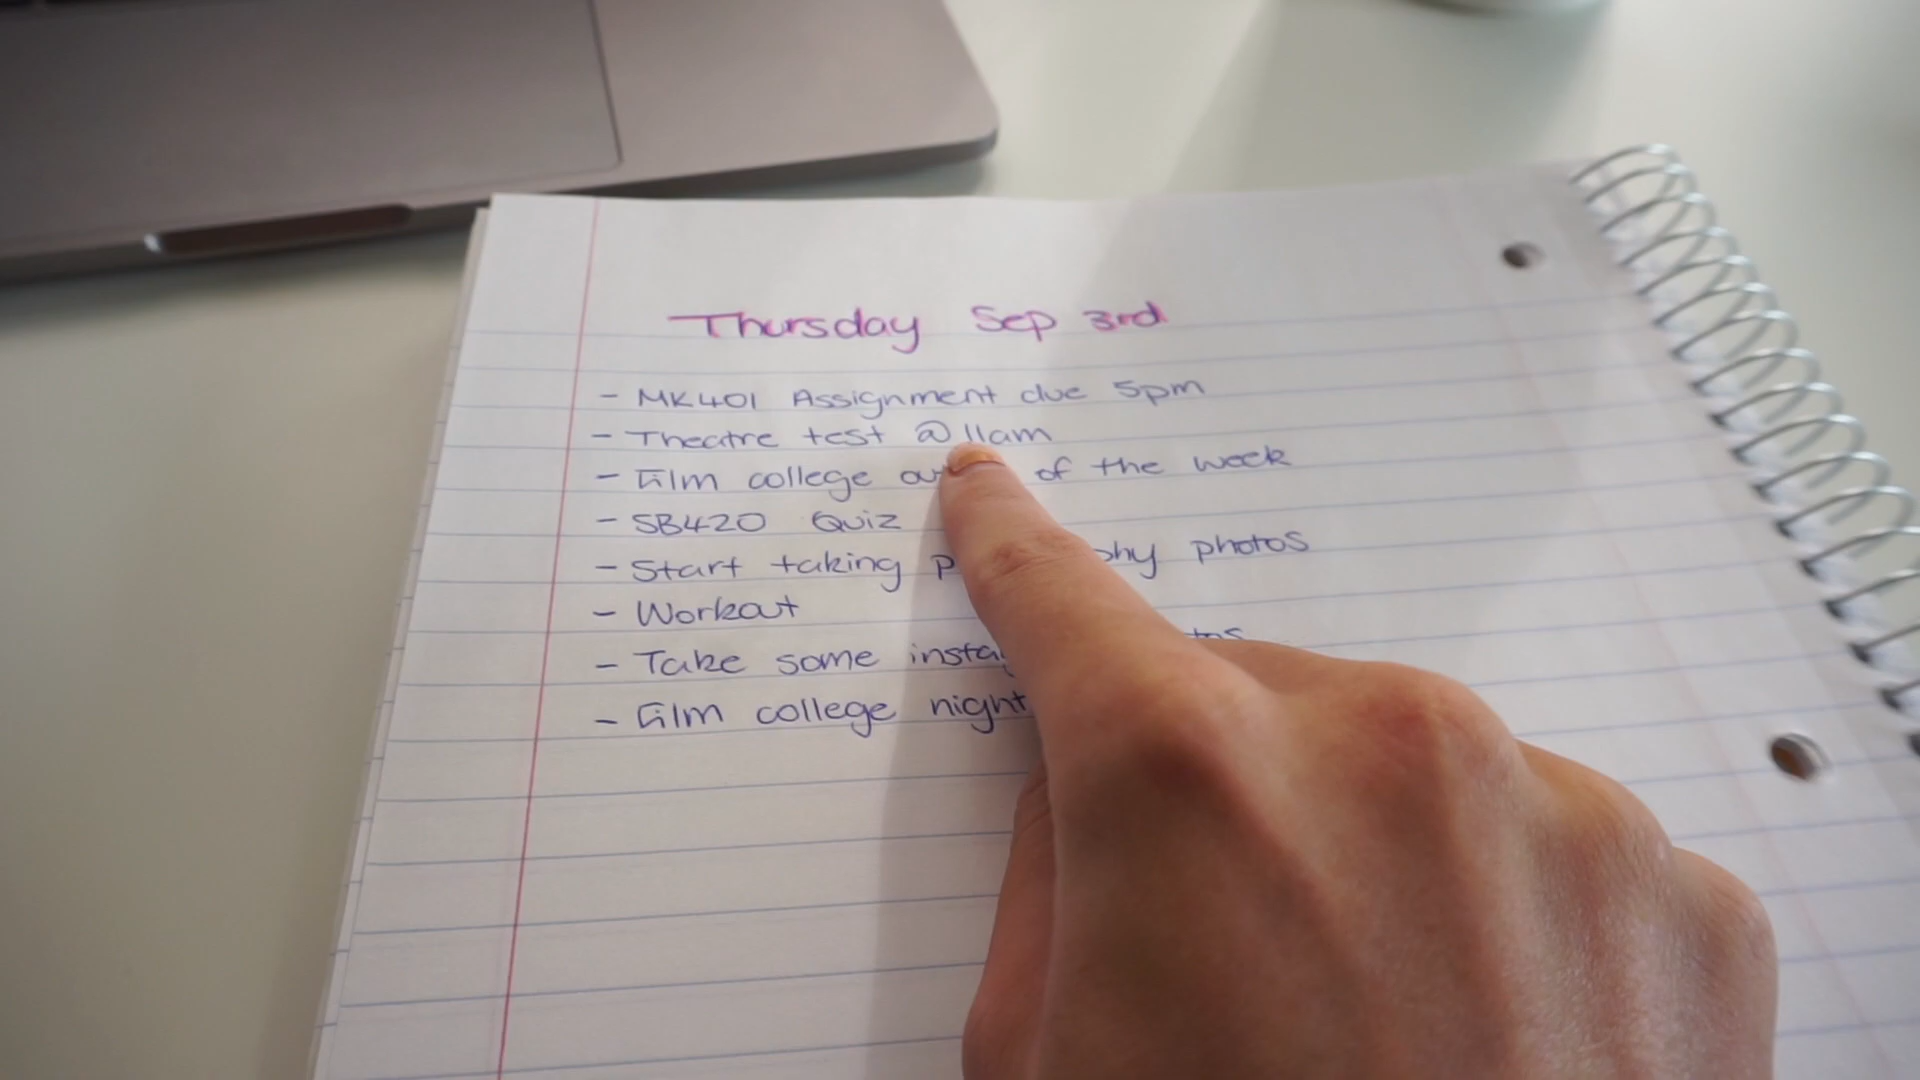 Thursday Sep 3rd
- MK401 Assignment due 5pm
- Theatre test @ 11am
- Film college of the week
- SB420 Quiz
- Start taking photos
- Workout
- Take some
- Film college night